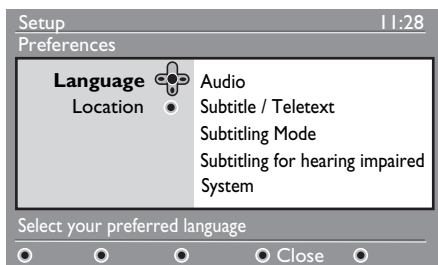 Setup 11:28
Preferences
Language Audio
Location Subtitle / Teletext
Subtitling Mode
Subtitling for hearing impaired
System
Select your preferred language
Close